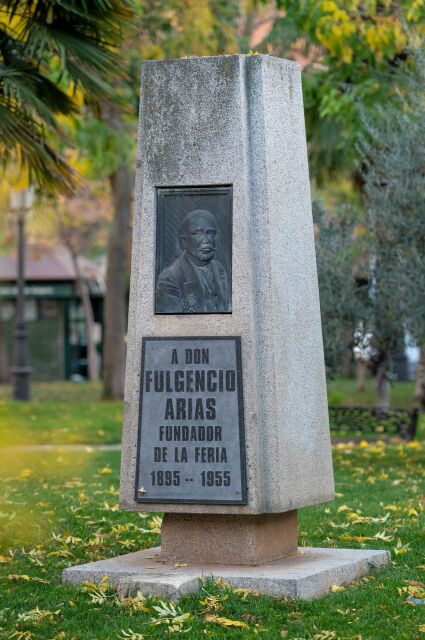 A DON
FULGENCIO
ARIAS
FUNDADOR
DE LA FERIA
1895 -- 1955